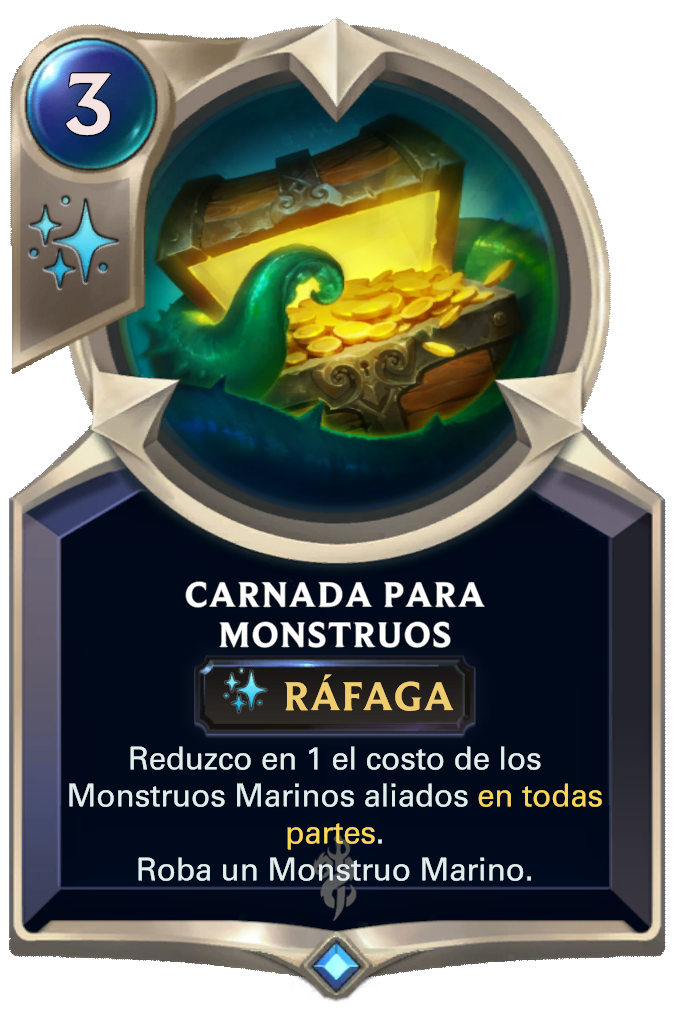 3
CARNADA PARA
MONSTRUOS
RÁFAGA
Reduzco en 1 el costo de los
Monstruos Marinos aliados en todas
partes.
Roba un Monstruo Marino.